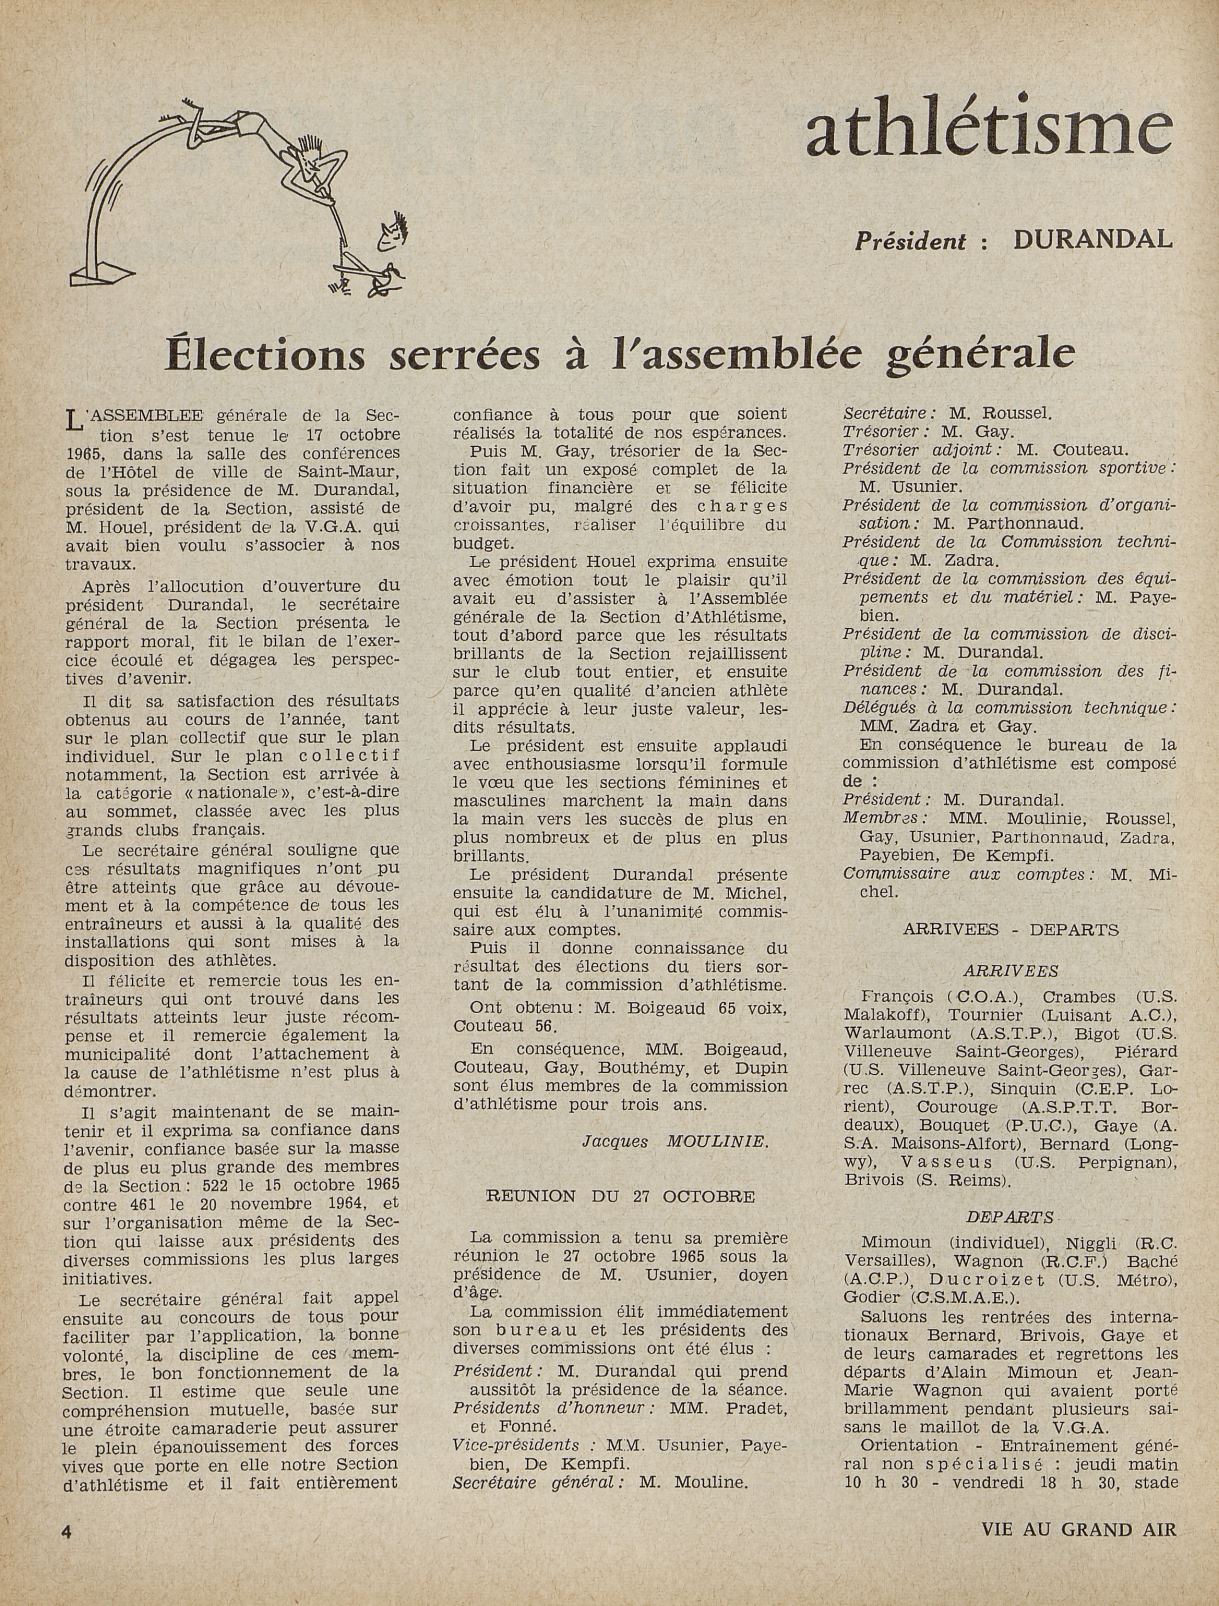 athlétisme
Président : DURANDAL
Élections serrées à l'assemblée générale
L'ASSEMBLEE générale de la Sec-
tion s'est tenue le 17 octobre
1965, dans la salle des conférences
de l'Hôtel de ville de Saint-Maur,
sous la présidence de M. Durandal,
président de la Section, assisté de
M. Houel, président de la V.G.A. qui
avait bien voulu s'associer à nos
travaux.
Après l'allocution d'ouverture du
président Durandal, le secrétaire
général de la Section présenta le
rapport moral, fit le bilan de l'exer-
cice écoulé et dégagea les perspec-
tives d'avenir.
Il dit sa satisfaction des résultats
obtenus au cours de l'année, tant
sur le plan collectif que sur le plan
individuel. Sur le plan collectif
notamment, la Section est arrivée à
la catégorie « nationale », c'est-à-dire
au sommet, classée avec les plus
grands clubs français.
Le secrétaire général souligne que
ces résultats magnifiques n'ont pu
être atteints que grâce au dévoue-
ment et à la compétence de tous les
entraîneurs et aussi à la qualité des
installations qui sont mises à la
disposition des athlètes.
Il félicite et remercie tous les en-
traîneurs qui ont trouvé dans les
résultats atteints leur juste récom-
pense et il remercie également la
municipalité dont l'attachement à
la cause de l'athlétisme n'est plus à
démontrer.
Il s'agit maintenant de se main-
tenir et il exprima sa confiance dans
l'avenir, confiance basée sur la masse
de plus eu plus grande des membres
de la Section : 522 le 15 octobre 1965
contre 461 le 20 novembre 1964, et
sur l'organisation même de la Sec-
tion qui laisse aux présidents des
diverses commissions les plus larges
initiatives.
Le secrétaire général fait appel
ensuite au concours de tous pour
faciliter par l'application, la bonne
volonté, la discipline de ces mem-
bres, le bon fonctionnement de la
Section. Il estime que seule une
compréhension mutuelle, basée sur
une étroite camaraderie peut assurer
le plein épanouissement des forces
vives que porte en elle notre Section
d'athlétisme et il fait entièrement
confiance à tous pour que soient
réalisés la totalité de nos espérances.
Puis M. Gay, trésorier de la Sec-
tion fait un exposé complet de la
situation financière et se félicite
d'avoir pu, malgré des charges
croissantes, réaliser l'équilibre du
budget.
Le président Houel exprima ensuite
avec émotion tout le plaisir qu'il
avait eu d'assister à l'Assemblée
générale de la Section d'Athlétisme,
tout d'abord parce que les résultats
brillants de la Section rejaillissent
sur le club tout entier, et ensuite
parce qu'en qualité d'ancien athlète
il apprécie à leur juste valeur, les-
dits résultats.
Le président est ensuite applaudi
avec enthousiasme lorsqu'il formule
le vœu que les sections féminines et
masculines marchent la main dans
la main vers les succès de plus en
plus nombreux et de plus en plus
brillants.
Le président Durandal présente
ensuite la candidature de M. Michel,
qui est élu à l'unanimité commis-
saire aux comptes.
Puis il donne connaissance du
résultat des élections du tiers sor-
tant de la commission d'athlétisme.
Ont obtenu : M. Boigeaud 65 voix,
Couteau 56.
En conséquence, MM. Boigeaud,
Couteau, Gay, Bouthémy, et Dupin
sont élus membres de la commission
d'athlétisme pour trois ans.
Jacques MOULINIE.
REUNION DU 27 OCTOBRE
La commission a tenu sa première
réunion le 27 octobre 1965 sous la
présidence de M. Usunier, doyen
d'âge.
La commission élit immédiatement
son bureau et les présidents des
diverses commissions ont été élus :
Président : M. Durandal qui prend
aussitôt la présidence de la séance.
Présidents d'honneur : MM. Pradet,
et Fonné.
Vice-présidents : MM. Usunier, Paye-
bien, De Kempfi.
Secrétaire général : M. Mouline.
Secrétaire : M. Roussel.
Trésorier : M. Gay.
Trésorier adjoint : M. Couteau.
Président de la commission sportive :
M. Usunier.
Président de la commission d'organi-
sation : M. Parthonnaud.
Président de la Commission techni-
que : M. Zadra.
Président de la commission des équi-
pements et du matériel : M. Paye-
bien.
Président de la commission de disci-
pline : M. Durandal.
Président de la commission des fi-
nances : M. Durandal.
Délégués à la commission technique :
MM. Zadra et Gay.
En conséquence le bureau de la
commission d'athlétisme est composé
de :
Président : M. Durandal.
Membres : MM. Moulinie, Roussel,
Gay, Usunier, Parthonnaud, Zadra,
Payebien, De Kempfi.
Commissaire aux comptes : M. Mi-
chel.
ARRIVEES - DEPARTS
ARRIVEES
François (C.O.A.), Crambes (U.S.
Malakoff), Tournier (Luisant A.C.),
Warlaumont (A.S.T.P.), Bigot (U.S.
Villeneuve Saint-Georges), Piérard
(U.S. Villeneuve Saint-Georges), Gar-
rec (A.S.T.P.), Sinquin (C.E.P. Lo-
rient), Courouge (A.S.P.T.T. Bor-
deaux), Bouquet (P.U.C.), Gaye (A.
S.A. Maisons-Alfort), Bernard (Long-
wy), Vasseus (U.S. Perpignan),
Brivois (S. Reims).
DEPARTS
Mimoun (individuel), Niggli (R.C.
Versailles), Wagnon (R.C.F.) Baché
(A.C.P.), Ducroizet (U.S. Métro),
Godier (C.S.M.A.E.).
Saluons les rentrées des interna-
tionaux Bernard, Brivois, Gaye et
de leurs camarades et regrettons les
départs d'Alain Mimoun et Jean-
Marie Wagnon qui avaient porté
brillamment pendant plusieurs sai-
sans le maillot de la V.G.A.
Orientation - Entraînement géné-
ral non spécialisé : jeudi matin
10 h 30 - vendredi 18 h 30, stade
4
VIE AU GRAND AIR